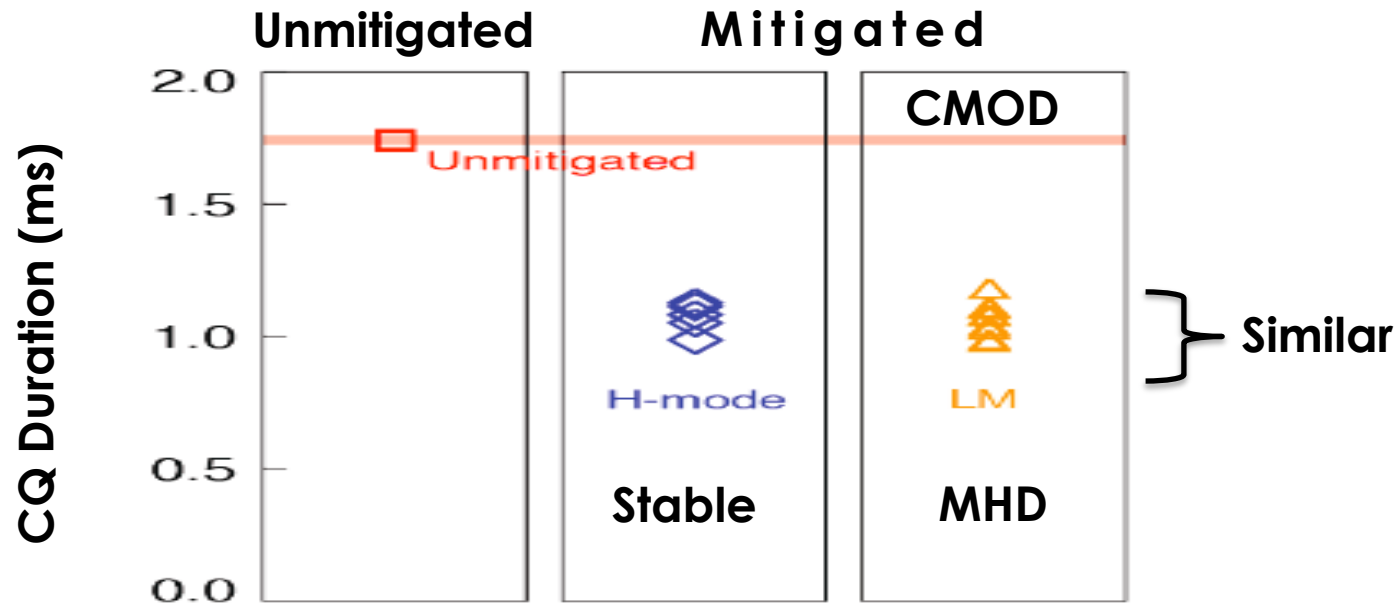 Unmitigated
Mitigated
CQ Duration (ms)
2.0
1.5
1.0
0.5
0.0
Unmitigated
CMOD
H-mode
LM
Stable
MHD
Similar